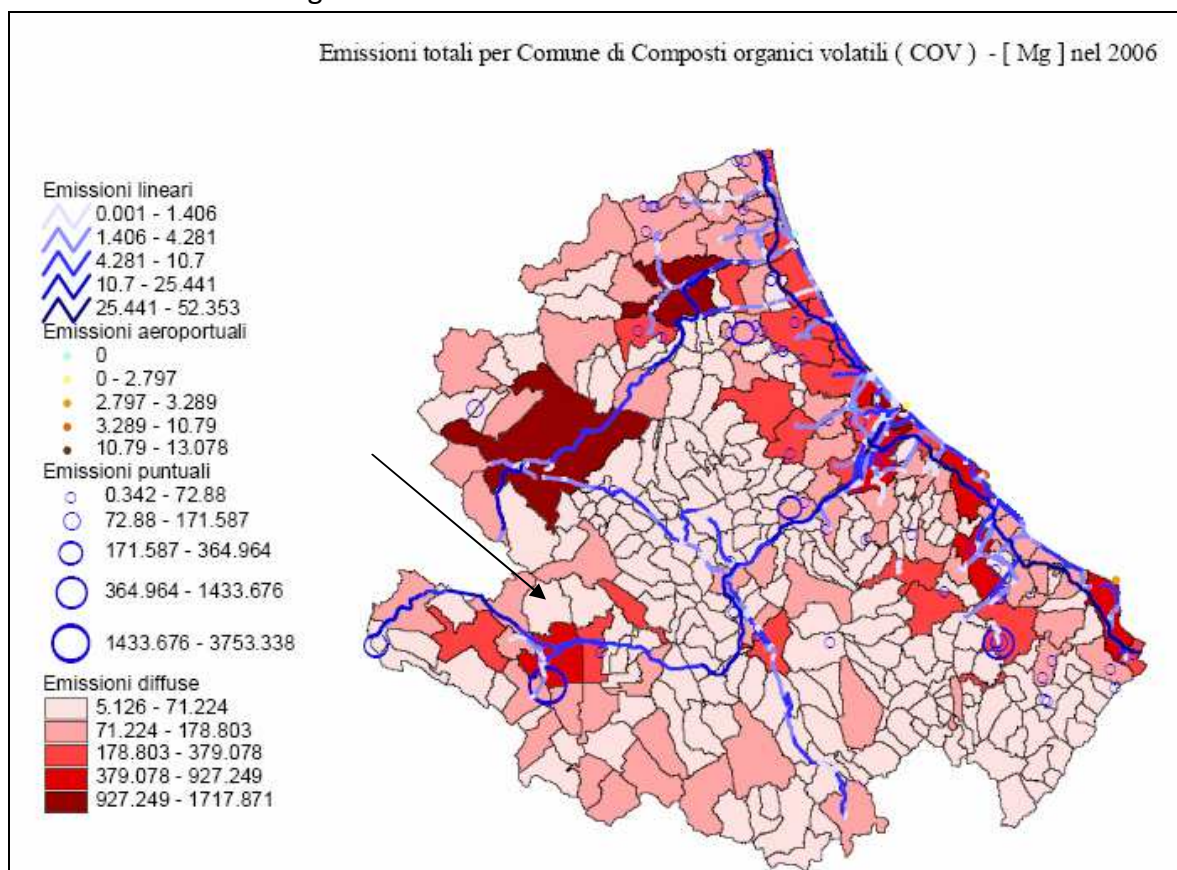 Emissioni totali per Comune di Composti organici volatili ( COV )  - [ Mg ] nel 2006
Emissioni lineari
0.001 - 1.406
1.406 - 4.281
4.281 - 10.7
10.7 - 25.441
25.441 - 52.353
Emissioni aeroportuali
0
0 - 2.797
2.797 - 3.289
3.289 - 10.79
10.79 - 13.078
Emissioni puntuali
0.342 - 72.88
72.88 - 171.587
171.587 - 364.964
364.964 - 1433.676
1433.676 - 3753.338
Emissioni diffuse
5.126 - 71.224
71.224 - 178.803
178.803 - 379.078
379.078 - 927.249
927.249 - 1717.871